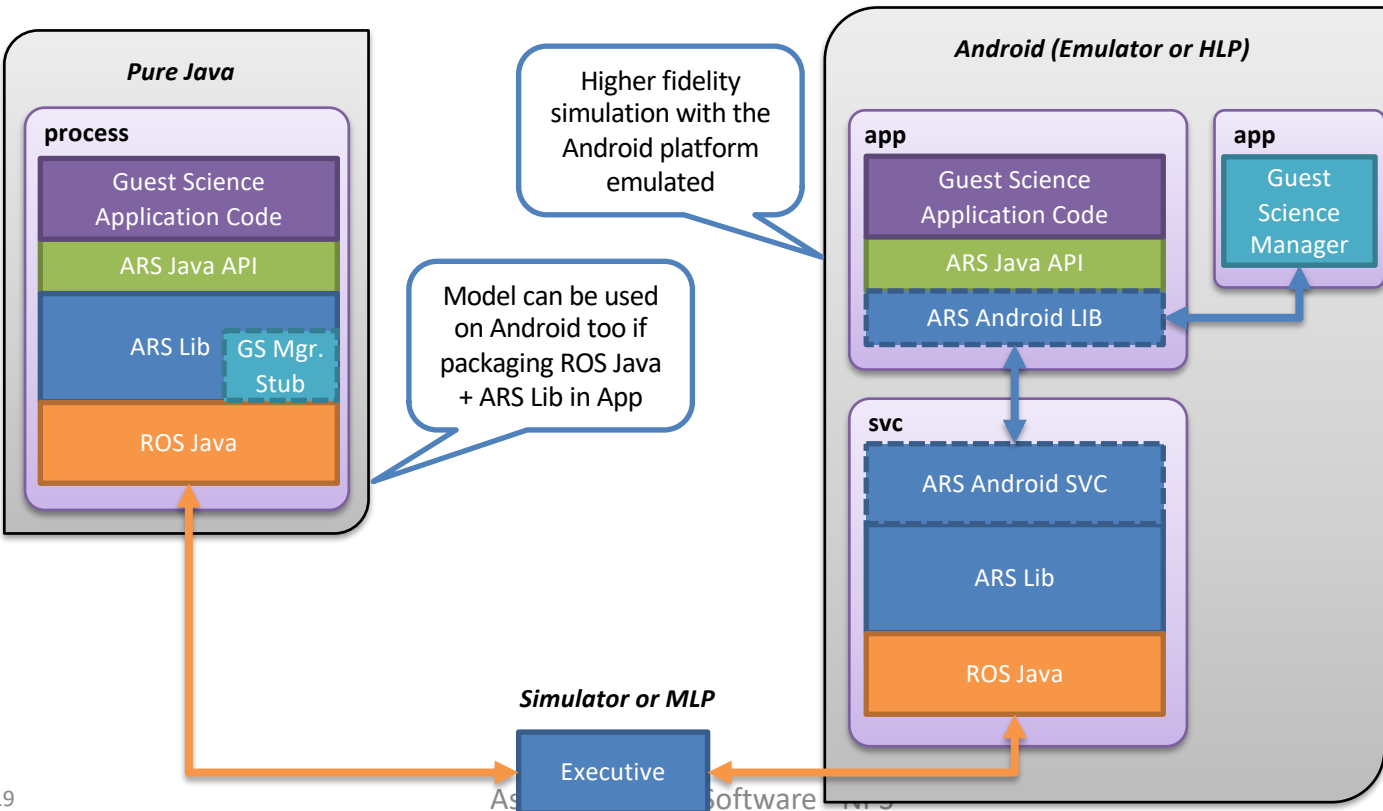 Pure Java
process
Guest Science
Application Code
ARS Java API
ARS Lib
GS Mgr.
Stub
ROS Java
Higher fidelity
simulation with the
Android platform
emulated
Model can be used
on Android too if
packaging ROS Java
+ ARS Lib in App
Android (Emulator or HLP)
app
Guest Science
Application Code
ARS Java API
ARS Android LIB
app
Guest
Science
Manager
svc
ARS Android SVC
ARS Lib
ROS Java
Simulator or MLP
Executive